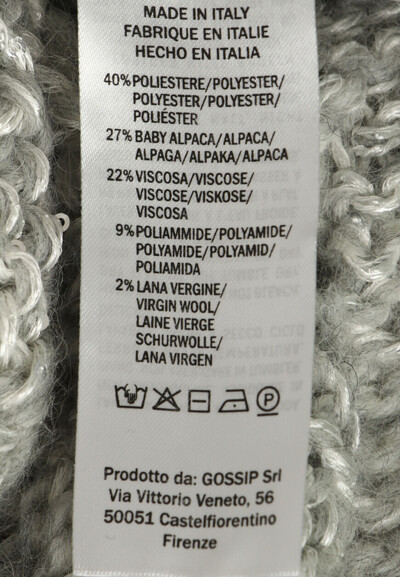 MADE IN ITALY
FABRIQUE EN ITALIE
HECHO EN ITALIA
40% POLIESTERE/POLYESTER/
POLYESTER/POLYESTER/
POLIÉSTER
27% BABY ALPACA/ALPACA/
ALPAGA/ALPAKA/ALPACA
22% VISCOSA/VISCOSE/
VISCOSE/VISKOSE/
VISCOSA
9% POLIAMMIDE/POLYAMIDE/
POLYAMIDE/POLYAMID/
POLIAMIDA
2% LANA VERGINE/
VIRGIN WOOL/
LAINE VIERGE
SCHURWOLLE/
LANA VIRGEN
P
Prodotto da: GOSSIP Srl
Via Vittorio Veneto, 56
50051 Castelfiorentino
Firenze